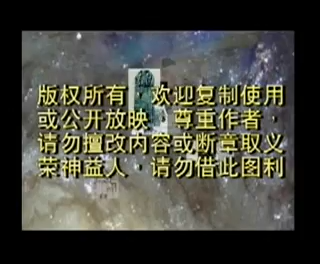 版权所有，欢迎复制使用
或公开放映，尊重作者，
请勿擅改内容或断章取义
荣神益人，请勿借此图利